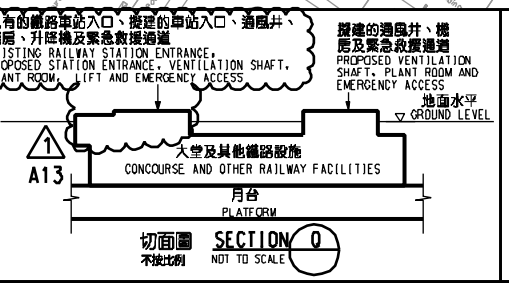 有的鐵路車站入口、擬建的車站入口、通風井、
房、升降機及緊急救援通道
ISTING RAILWAY STATION ENTRANCE,
OPOSED STATION ENTRANCE, VENTILATION SHAFT,
ANT ROOM, LIFT AND EMERGENCY ACCESS
擬建的通風井、機
房及緊急救援通道
PROPOSED VENTILATION
SHAFT, PLANT ROOM AND
EMERGENCY ACCESS
地面水平
GROUND LEVEL
1
A13
大堂及其他鐵路設施
CONCOURSE AND OTHER RAILWAY FACILITIES
月台
PLATFORM
切面圖 SECTION Q
不按比例 NOT TO SCALE